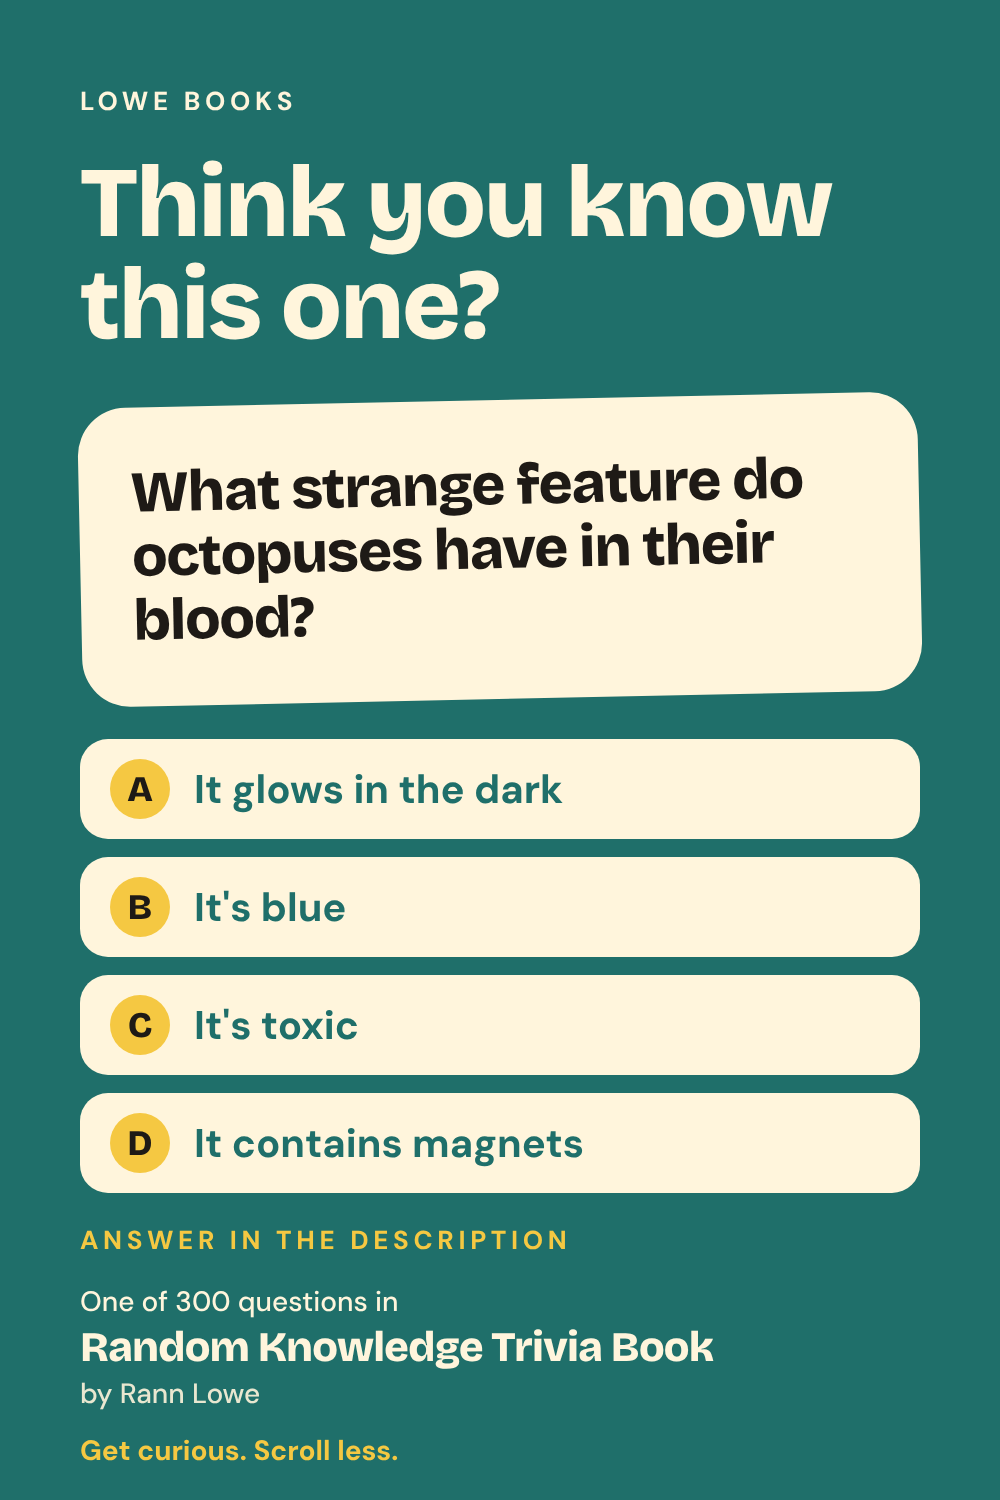 LOWE BOOKS
Think you know
this one?
What strange feature do
octopuses have in their
blood?
A It glows in the dark
B It's blue
C It's toxic
D It contains magnets
ANSWER IN THE DESCRIPTION
One of 300 questions in
Random Knowledge Trivia Book
by Rann Lowe
Get curious. Scroll less.